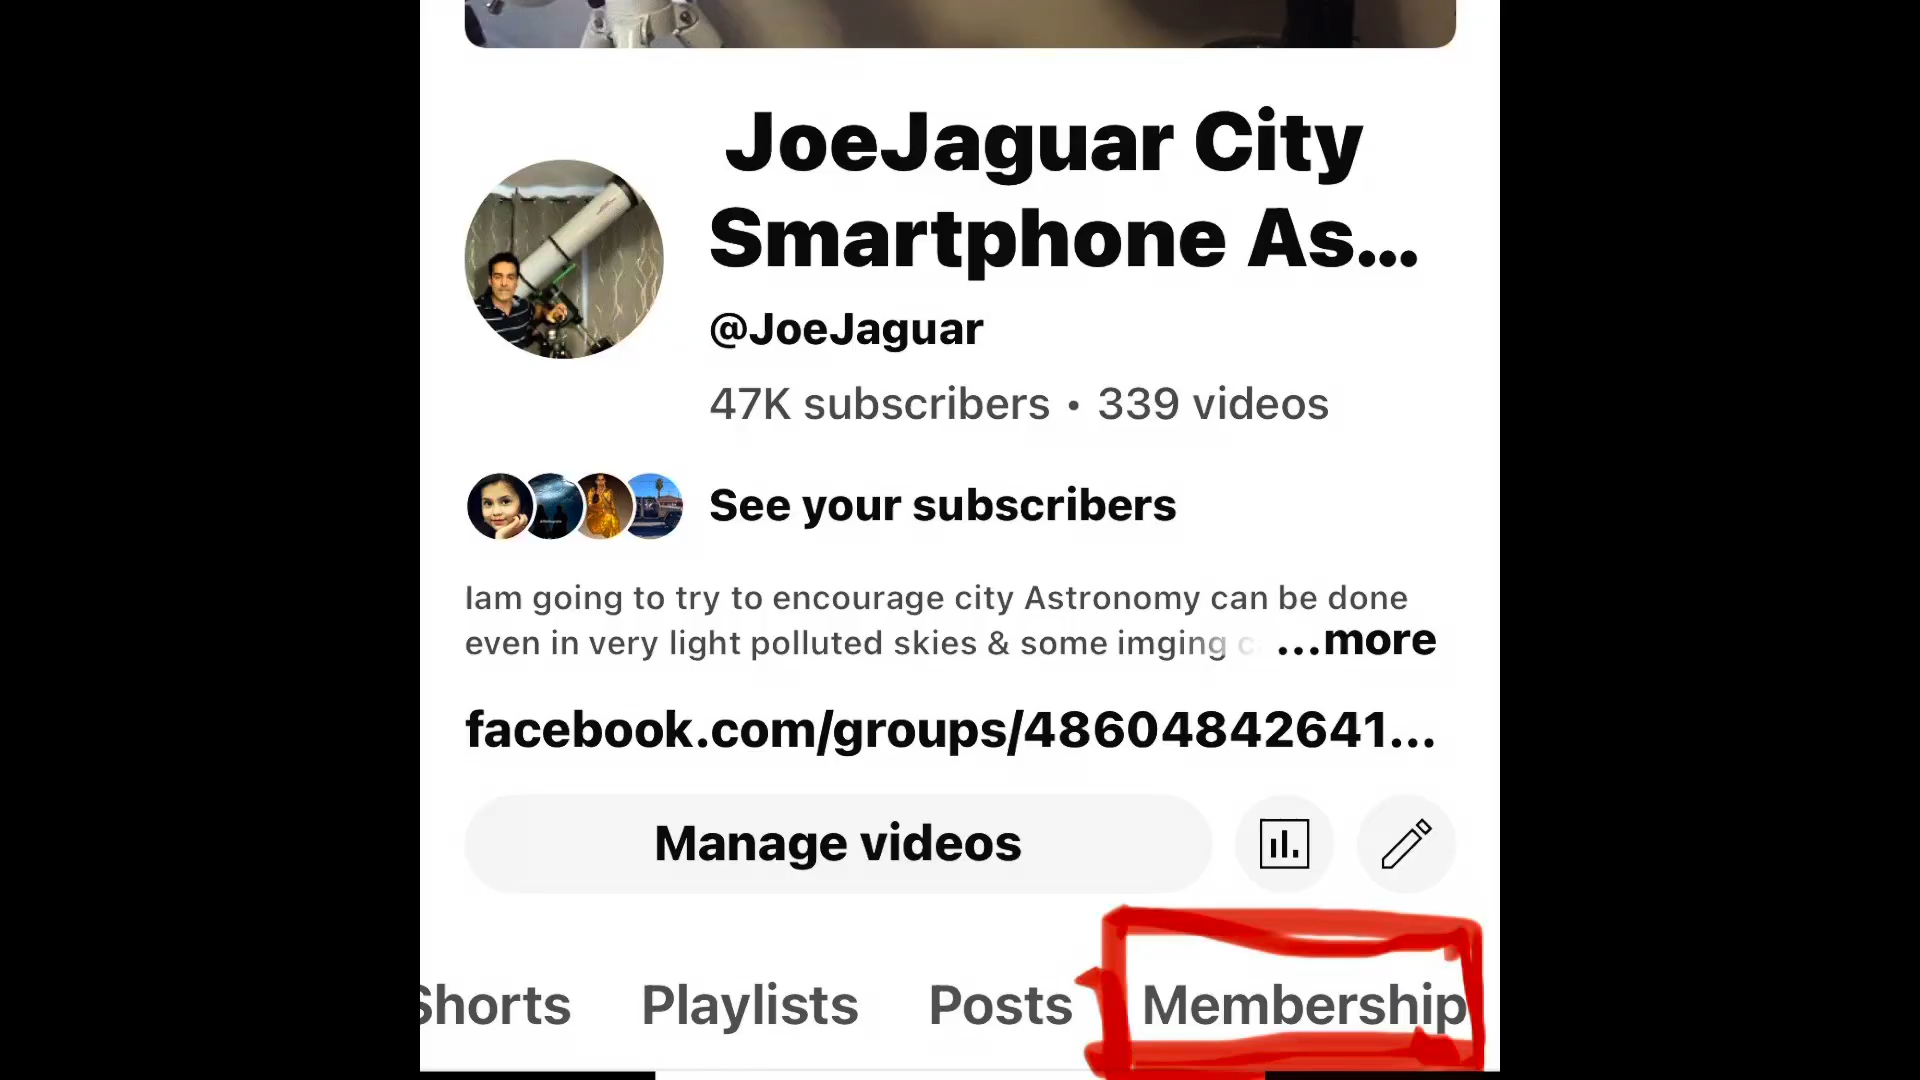 JoeJaguar City
Smartphone As...
@JoeJaguar
47K subscribers • 339 videos
See your subscribers
Iam going to try to encourage city Astronomy can be done
even in very light polluted skies & some imging ...more
facebook.com/groups/48604842641...
Manage videos
Shorts Playlists Posts Membership